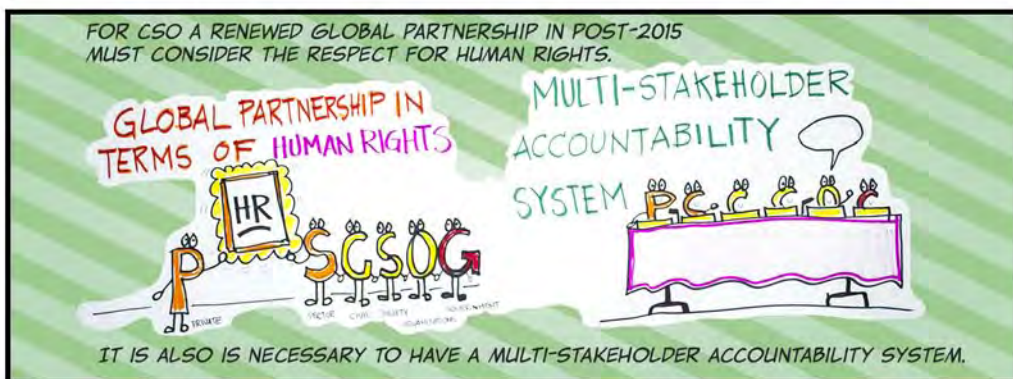 FOR CSO A RENEWED GLOBAL PARTNERSHIP IN POST-2015
MUST CONSIDER THE RESPECT FOR HUMAN RIGHTS.
GLOBAL PARTNERSHIP IN
TERMS OF HUMAN RIGHTS
HR
P S.C.S.O.G
PRIVATE SECTOR CIVIL SOCIETY ORGANISATIONS GOVERNMENT
MULTI-STAKEHOLDER
ACCOUNTABILITY
SYSTEM
P C C C O C
IT IS ALSO IS NECESSARY TO HAVE A MULTI-STAKEHOLDER ACCOUNTABILITY SYSTEM.